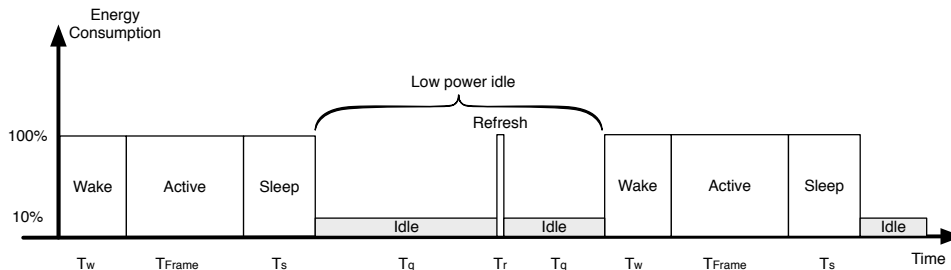 Energy
Consumption
Low power idle
Refresh
100%
Wake Active Sleep Wake Active Sleep
10%
Idle Idle Idle
Tw TFrame Ts Tq Tr Tq Tw TFrame Ts Time